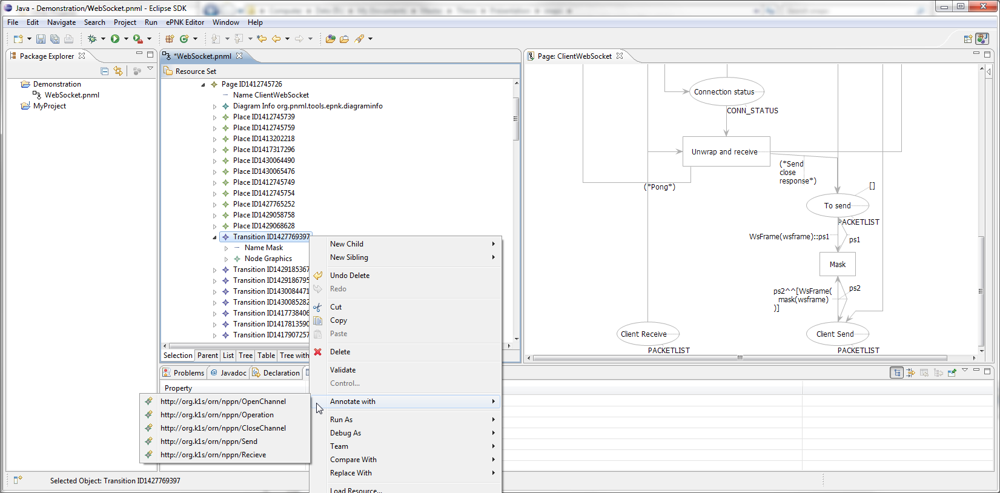 Java - Demonstration/WebSocket.pnml - Eclipse SDK
File Edit Navigate Search Project Run ePNK Editor Window Help
Package Explorer
Demonstration
WebSocket.pnml
MyProject
*WebSocket.pnml
Resource Set
Page ID1412745726
Name ClientWebSocket
Diagram Info org.pnml.tools.epnk.diagraminfo
Place ID1412745739
Place ID1412745759
Place ID1413202218
Place ID1417317296
Place ID1430064490
Place ID1430065476
Place ID1412745749
Place ID1412745754
Place ID1427765252
Place ID1429058758
Place ID1429068628
Transition ID1427769397
Name Mask
Node Graphics
Transition ID1429185367
Transition ID1429186795
Transition ID1430084471
Transition ID1430085282
Transition ID1417738406
Transition ID1417813590
Transition ID1417907257
Selection Parent List Tree Table Tree with
New Child
New Sibling
Undo Delete
Redo
Cut
Copy
Paste
Delete
Validate
Control...
Annotate with
Run As
Debug As
Team
Compare With
Replace With
Load Resource...
http://org.k1s/orn/nppn/OpenChannel
http://org.k1s/orn/nppn/Operation
http://org.k1s/orn/nppn/CloseChannel
http://org.k1s/orn/nppn/Send
http://org.k1s/orn/nppn/Recieve
Page: ClientWebSocket
Connection status
CONN_STATUS
Unwrap and receive
(*Send
close
response*)
(*Pong*)
[]
To send
PACKETLIST
WsFrame(wsframe)::ps1
ps1
Mask
ps2
ps2^^[WsFrame(
mask(wsframe)
)]
Client Receive
PACKETLIST
Client Send
PACKETLIST
Problems @ Javadoc Declaration
Property
Selected Object: Transition ID1427769397